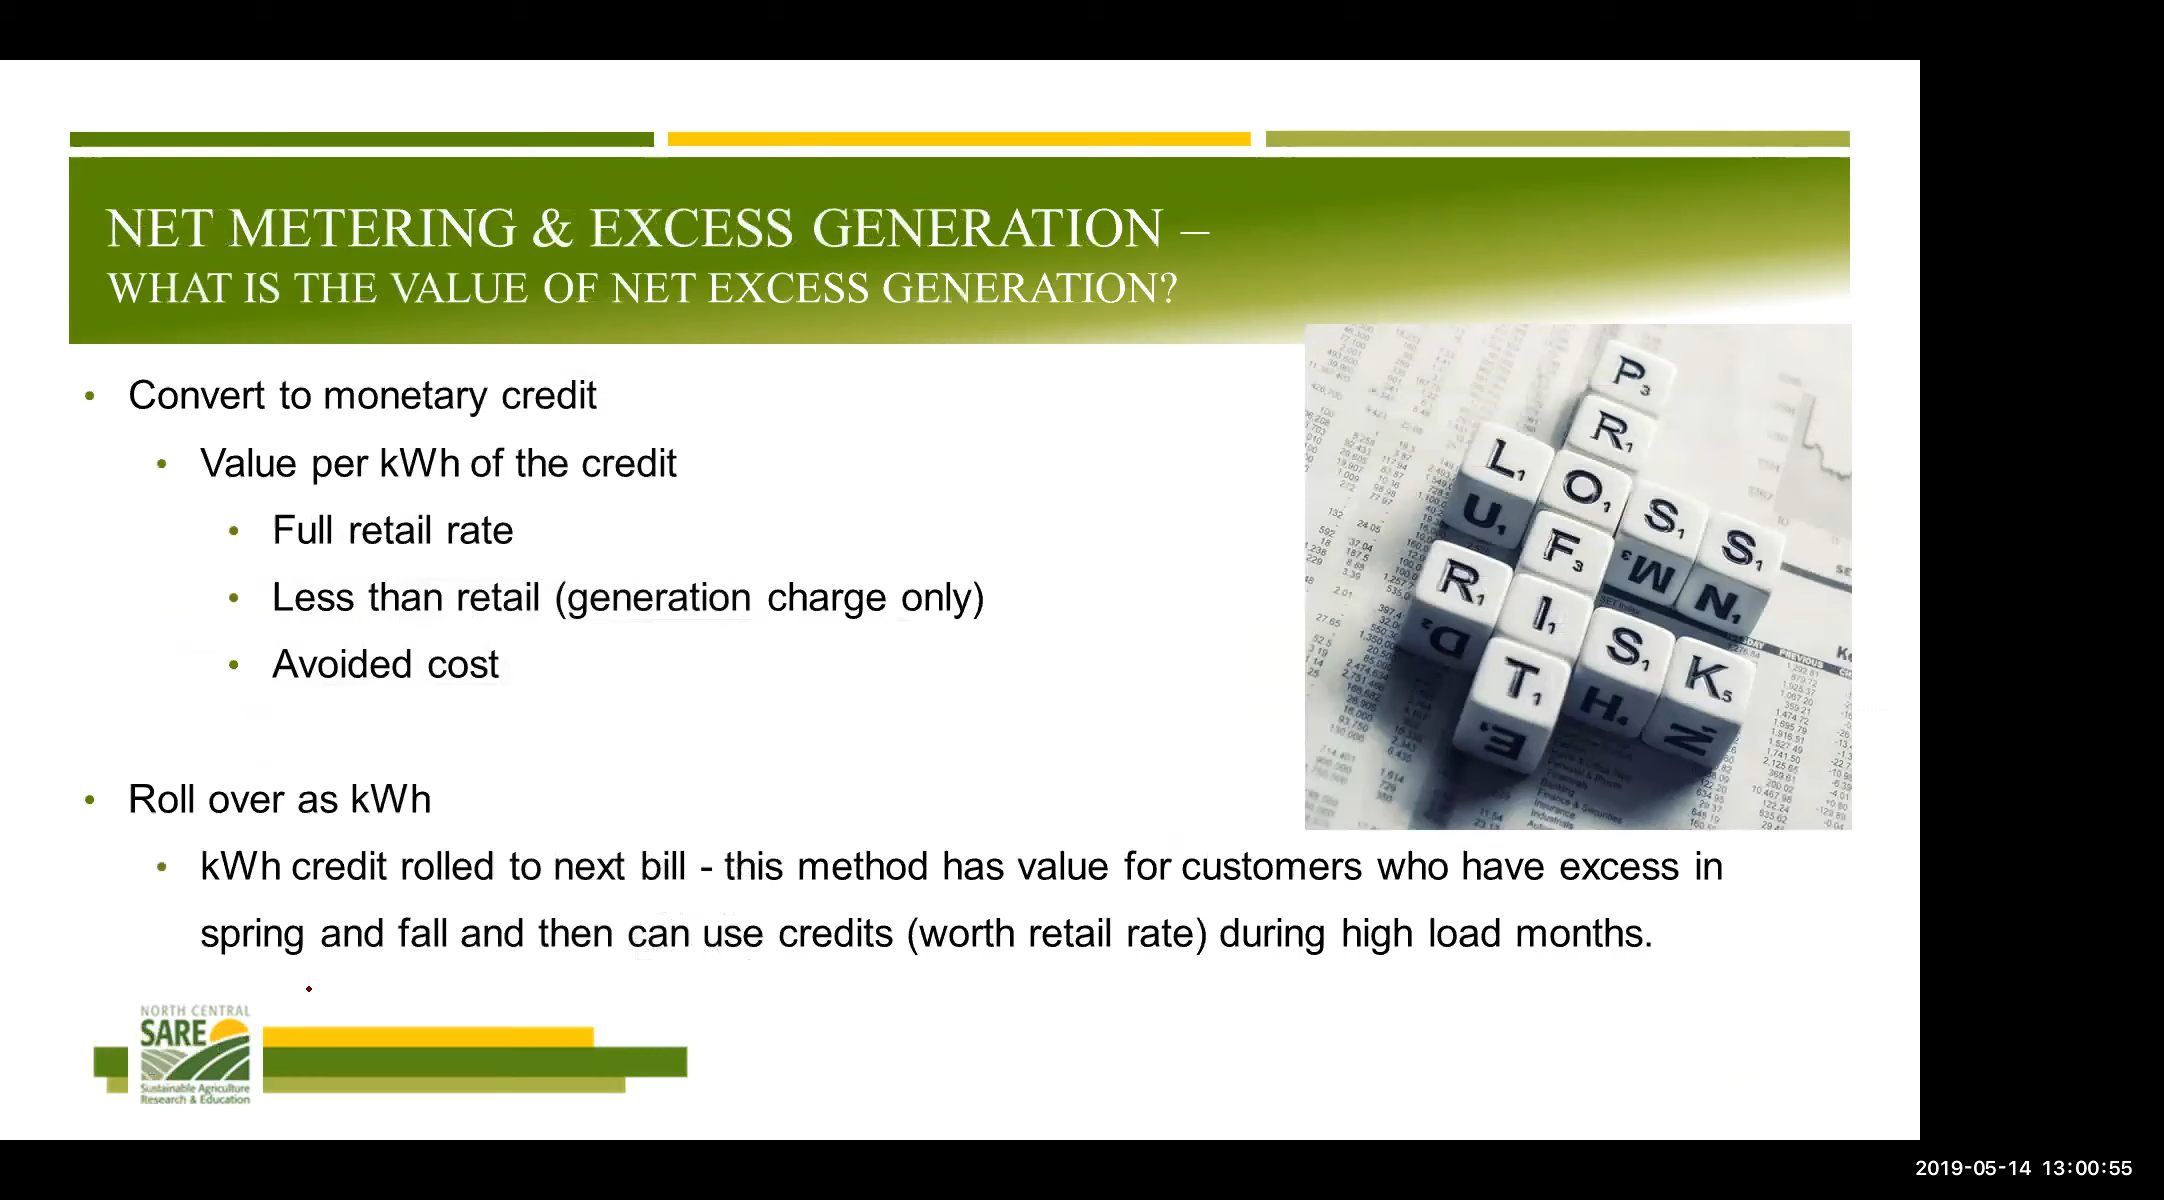 NET METERING & EXCESS GENERATION –
WHAT IS THE VALUE OF NET EXCESS GENERATION?
• Convert to monetary credit
• Value per kWh of the credit
• Full retail rate
• Less than retail (generation charge only)
• Avoided cost
• Roll over as kWh
• kWh credit rolled to next bill - this method has value for customers who have excess in
spring and fall and then can use credits (worth retail rate) during high load months.
PROFIT
LOSS
RISK
NORTH CENTRAL
SARE
Sustainable Agriculture
Research & Education
2019-05-14 13:00:55